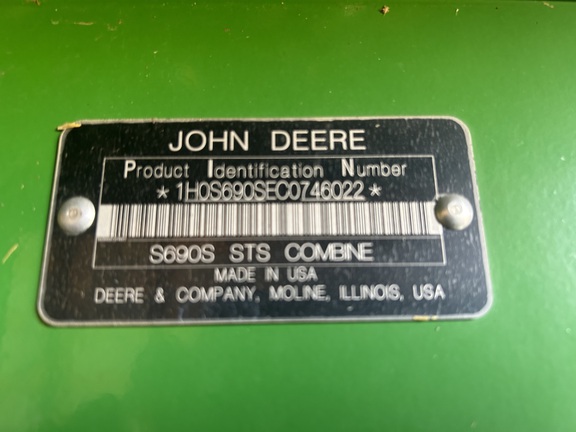 JOHN DEERE
Product Identification Number
*1H0S690SEC0746022*
S690S STS COMBINE
MADE IN USA
DEERE & COMPANY, MOLINE, ILLINOIS, USA